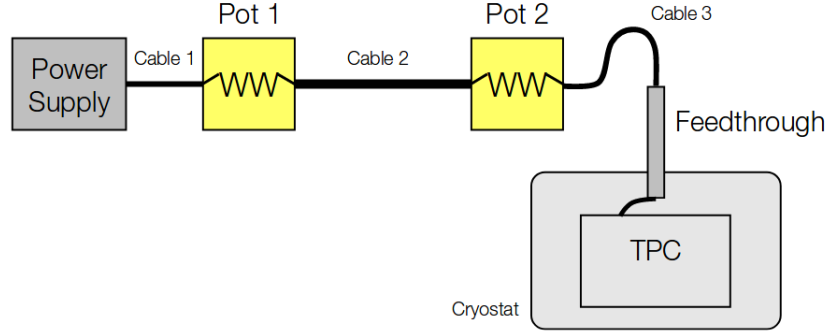 Pot 1
Pot 2
Cable 3
Cable 1
Cable 2
Power
Supply
Feedthrough
TPC
Cryostat